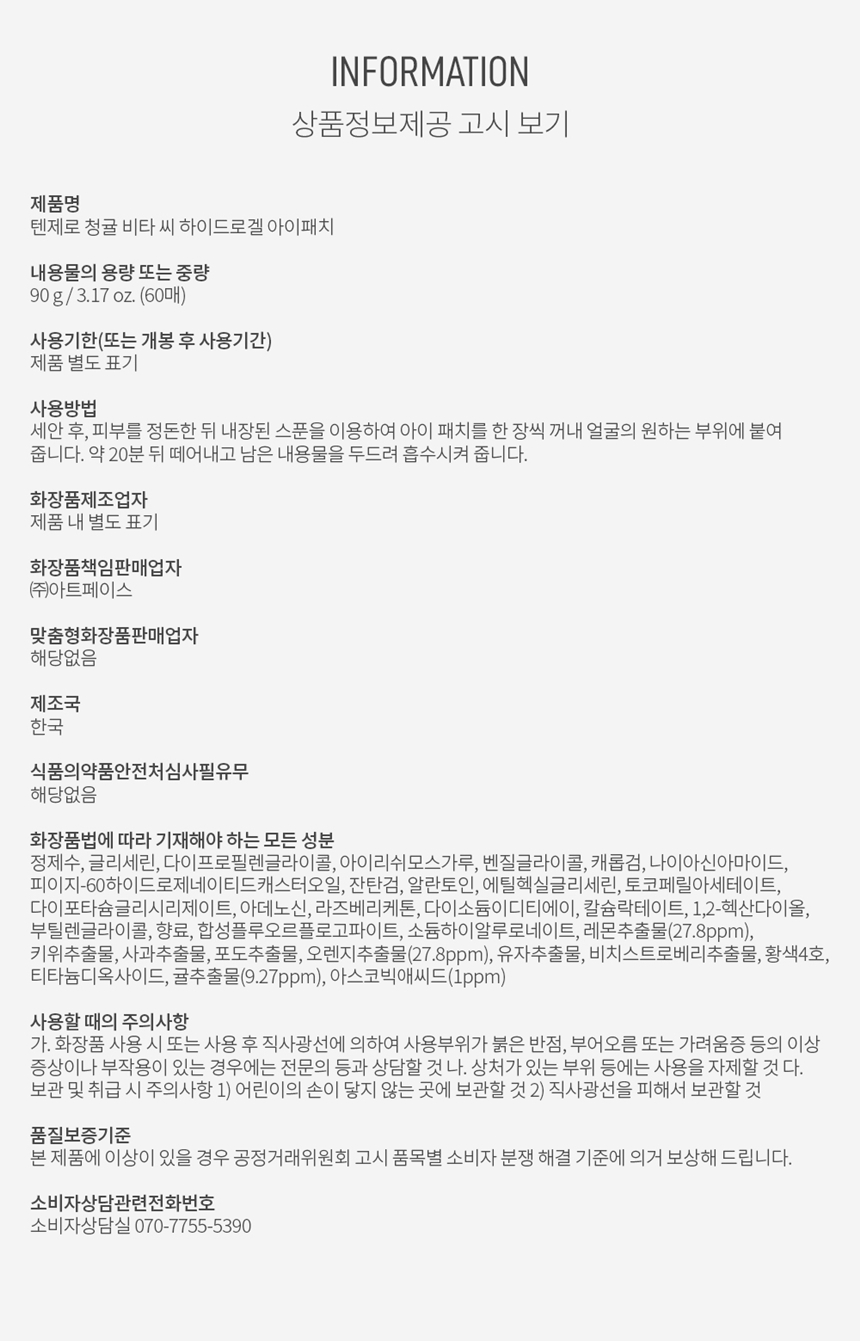 INFORMATION
상품정보제공 고시 보기
제품명
텐제로 청귤 비타 씨 하이드로겔 아이패치
내용물의 용량 또는 중량
90 g / 3.17 oz. (60매)
사용기한(또는 개봉 후 사용기간)
제품 별도 표기
사용방법
세안 후, 피부를 정돈한 뒤 내장된 스푼을 이용하여 아이 패치를 한 장씩 꺼내 얼굴의 원하는 부위에 붙여
줍니다. 약 20분 뒤 떼어내고 남은 내용물을 두드려 흡수시켜 줍니다.
화장품제조업자
제품 내 별도 표기
화장품책임판매업자
㈜아트페이스
맞춤형화장품판매업자
해당없음
제조국
한국
식품의약품안전처심사필유무
해당없음
화장품법에 따라 기재해야 하는 모든 성분
정제수, 글리세린, 다이프로필렌글라이콜, 아이리쉬모스가루, 벤질글라이콜, 캐롭검, 나이아신아마이드,
피이지-60하이드로제네이티드캐스터오일, 잔탄검, 알란토인, 에틸헥실글리세린, 토코페릴아세테이트,
다이포타슘글리시리제이트, 아데노신, 라즈베리케톤, 다이소듐이디티에이, 칼슘락테이트, 1,2-헥산다이올,
부틸렌글라이콜, 향료, 합성플루오르플로고파이트, 소듐하이알루로네이트, 레몬추출물(27.8ppm),
키위추출물, 사과추출물, 포도추출물, 오렌지추출물(27.8ppm), 유자추출물, 비치스트로베리추출물, 황색4호,
티타늄디옥사이드, 귤추출물(9.27ppm), 아스코빅애씨드(1ppm)
사용할 때의 주의사항
가. 화장품 사용 시 또는 사용 후 직사광선에 의하여 사용부위가 붉은 반점, 부어오름 또는 가려움증 등의 이상
증상이나 부작용이 있는 경우에는 전문의 등과 상담할 것 나. 상처가 있는 부위 등에는 사용을 자제할 것 다.
보관 및 취급 시 주의사항 1) 어린이의 손이 닿지 않는 곳에 보관할 것 2) 직사광선을 피해서 보관할 것
품질보증기준
본 제품에 이상이 있을 경우 공정거래위원회 고시 품목별 소비자 분쟁 해결 기준에 의거 보상해 드립니다.
소비자상담관련전화번호
소비자상담실 070-7755-5390